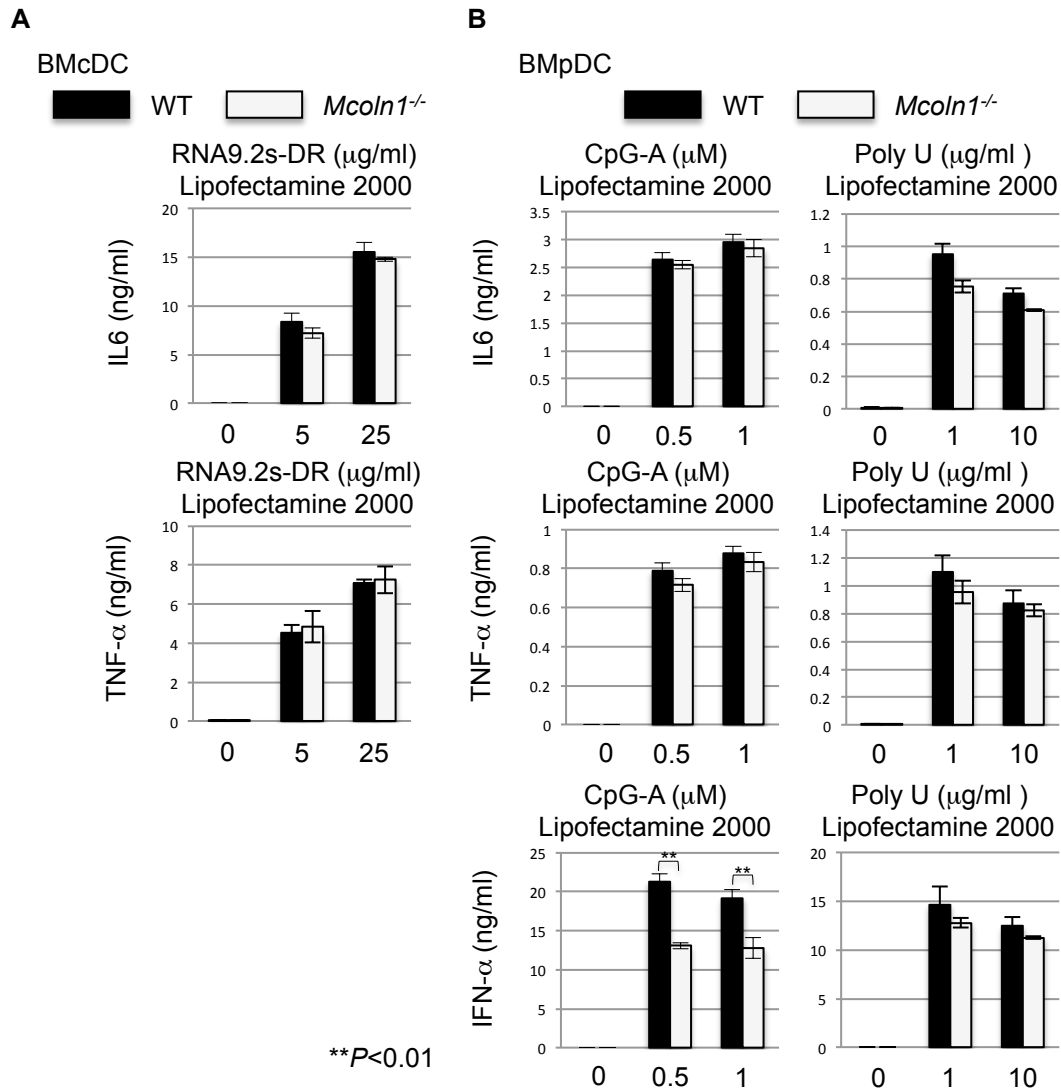 A
BMcDC
WT Mcoln1-/-
RNA9.2s-DR (μg/ml)
Lipofectamine 2000
IL6 (ng/ml)
20
15
10
5
0
0 5 25
RNA9.2s-DR (μg/ml)
Lipofectamine 2000
TNF-α (ng/ml)
10
8
6
4
2
0
0 5 25
**P<0.01
B
BMpDC
WT Mcoln1-/-
CpG-A (μM)
Lipofectamine 2000
IL6 (ng/ml)
3.5
3
2.5
2
1.5
1
0.5
0
0 0.5 1
Poly U (μg/ml )
Lipofectamine 2000
1.2
1
0.8
0.6
0.4
0.2
0
0 1 10
CpG-A (μM)
Lipofectamine 2000
TNF-α (ng/ml)
1
0.8
0.6
0.4
0.2
0
0 0.5 1
Poly U (μg/ml )
Lipofectamine 2000
1.4
1.2
1
0.8
0.6
0.4
0.2
0
0 1 10
CpG-A (μM)
Lipofectamine 2000
IFN-α (ng/ml)
25
20
15
10
5
0
** **
0 0.5 1
Poly U (μg/ml )
Lipofectamine 2000
20
15
10
5
0
0 1 10